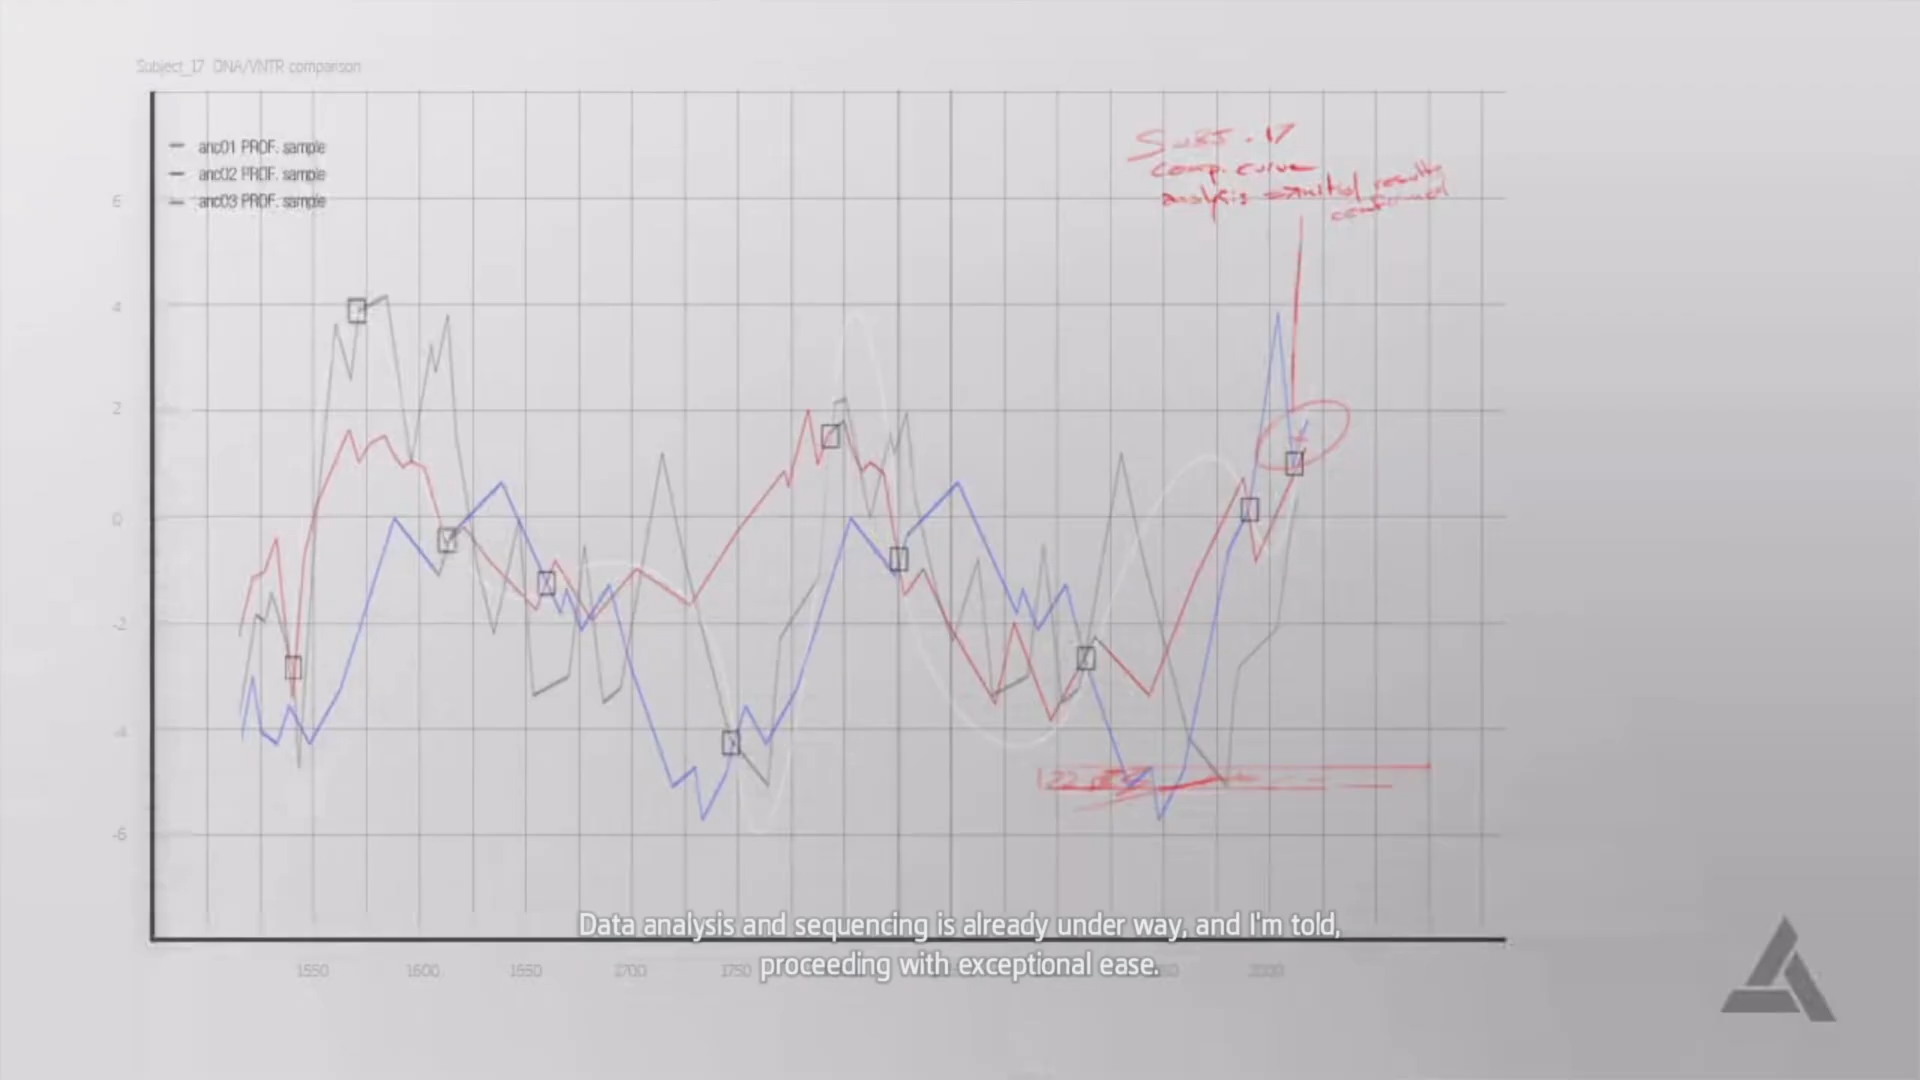 Subject_17 DNA/VNTR comparison
anc01 PROF. sample
anc02 PROF. sample
anc03 PROF. sample
SUBJ. 17
comp. curve
analysis initial results
confirmed
6
4
2
0
-2
-4
-6
Data analysis and sequencing is already under way, and I'm told,
proceeding with exceptional ease.
1550 1600 1650 1700 1750 2000